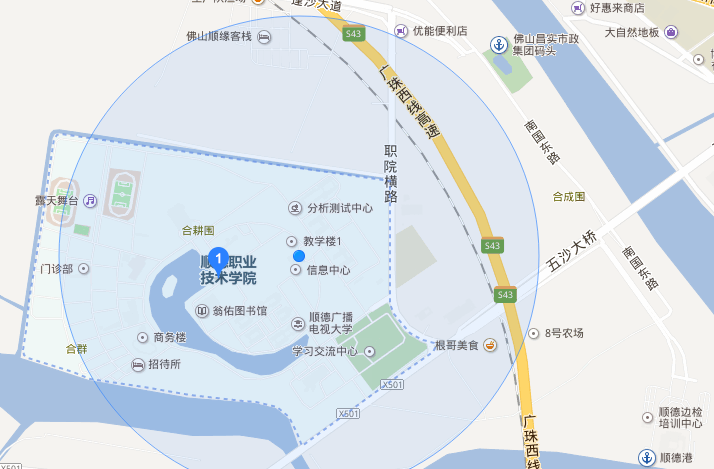 逢沙大道
好惠来商店
优能便利店
S43
佛山顺缘客栈
大自然地板
佛山昌实市政
集团码头
广珠西线高速
南国东路
职院横路
合成围
露天舞台
分析测试中心
合耕围
教学楼1
1
顺德职业
技术学院
信息中心
门诊部
S43
五沙大桥
南国东路
S43
翁佑图书馆
顺德广播
电视大学
8号农场
商务楼
根哥美食
合群
学习交流中心
招待所
X501
X501
顺德边检
培训中心
广珠西线
顺德港
X501